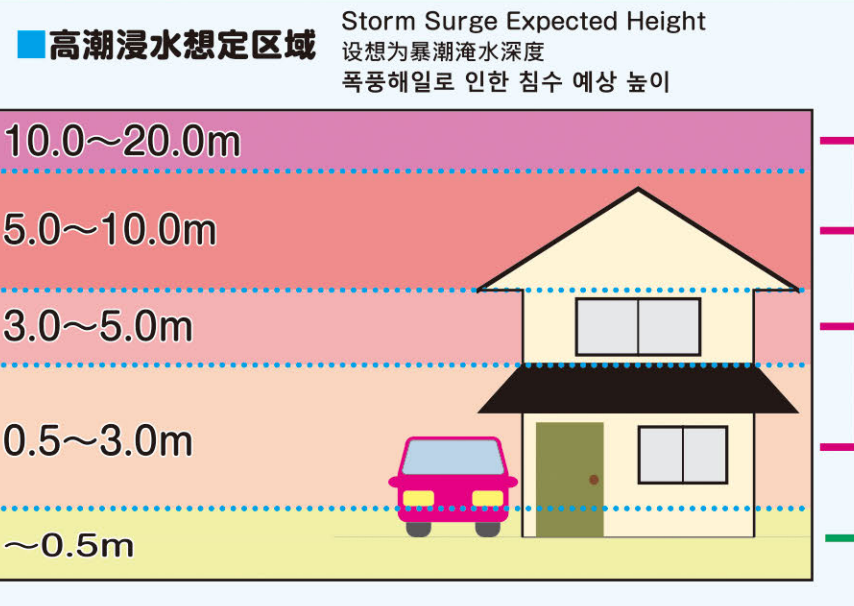 ■高潮浸水想定区域
Storm Surge Expected Height
设想为暴潮淹水深度
폭풍해일로 인한 침수 예상 높이
10.0～20.0m
5.0～10.0m
3.0～5.0m
0.5～3.0m
～0.5m